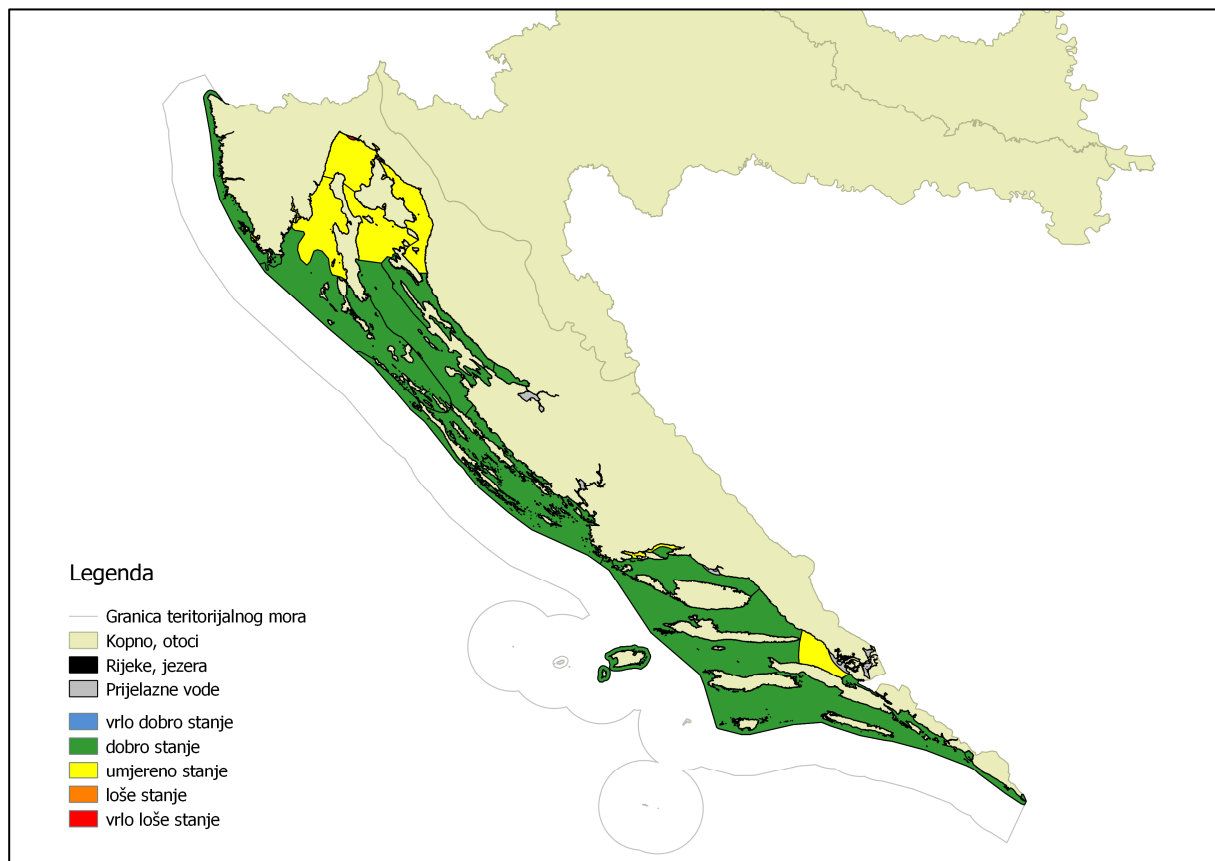 Legenda
Granica teritorijalnog mora
Kopno, otoci
Rijeke, jezera
Prijelazne vode
vrlo dobro stanje
dobro stanje
umjereno stanje
loše stanje
vrlo loše stanje